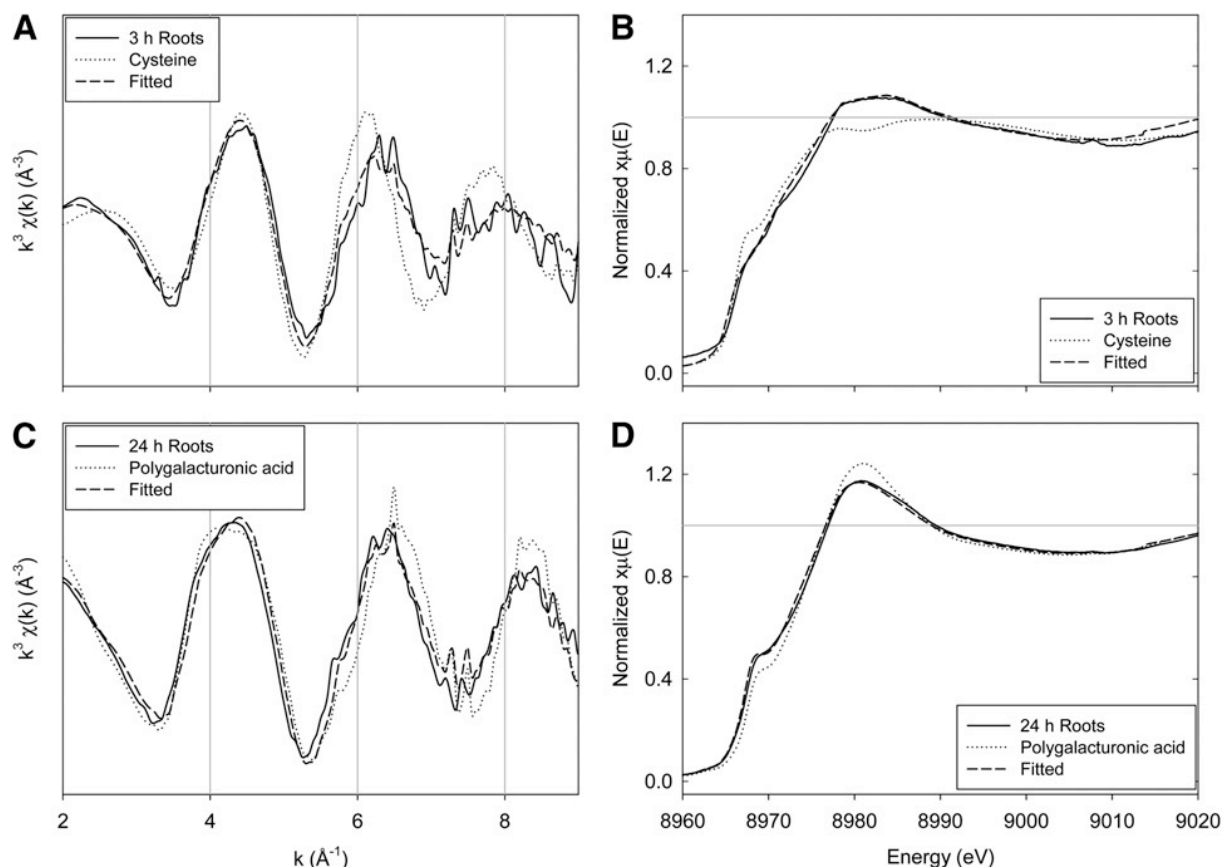 A
3 h Roots
Cysteine
Fitted
k³ χ(k) (Å⁻³)
B
1.2
0.8
0.4
0.0
Normalized xμ(E)
3 h Roots
Cysteine
Fitted
C
24 h Roots
Polygalacturonic acid
Fitted
k³ χ(k) (Å⁻³)
2 4 6 8
k (Å⁻¹)
D
1.2
0.8
0.4
0.0
Normalized xμ(E)
24 h Roots
Polygalacturonic acid
Fitted
8960 8970 8980 8990 9000 9010 9020
Energy (eV)